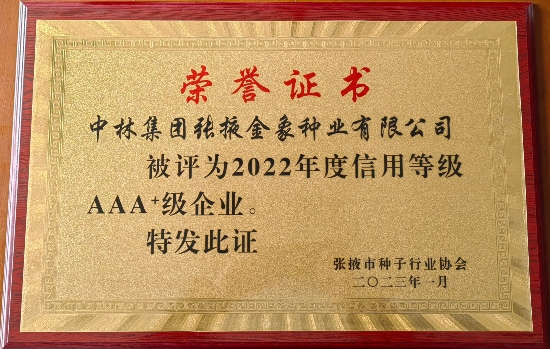 荣誉证书
中林集团张掖金象种业有限公司
被评为2022年度信用等级
AAA⁺级企业。
特发此证
张掖市种子行业协会
二〇二三年一月